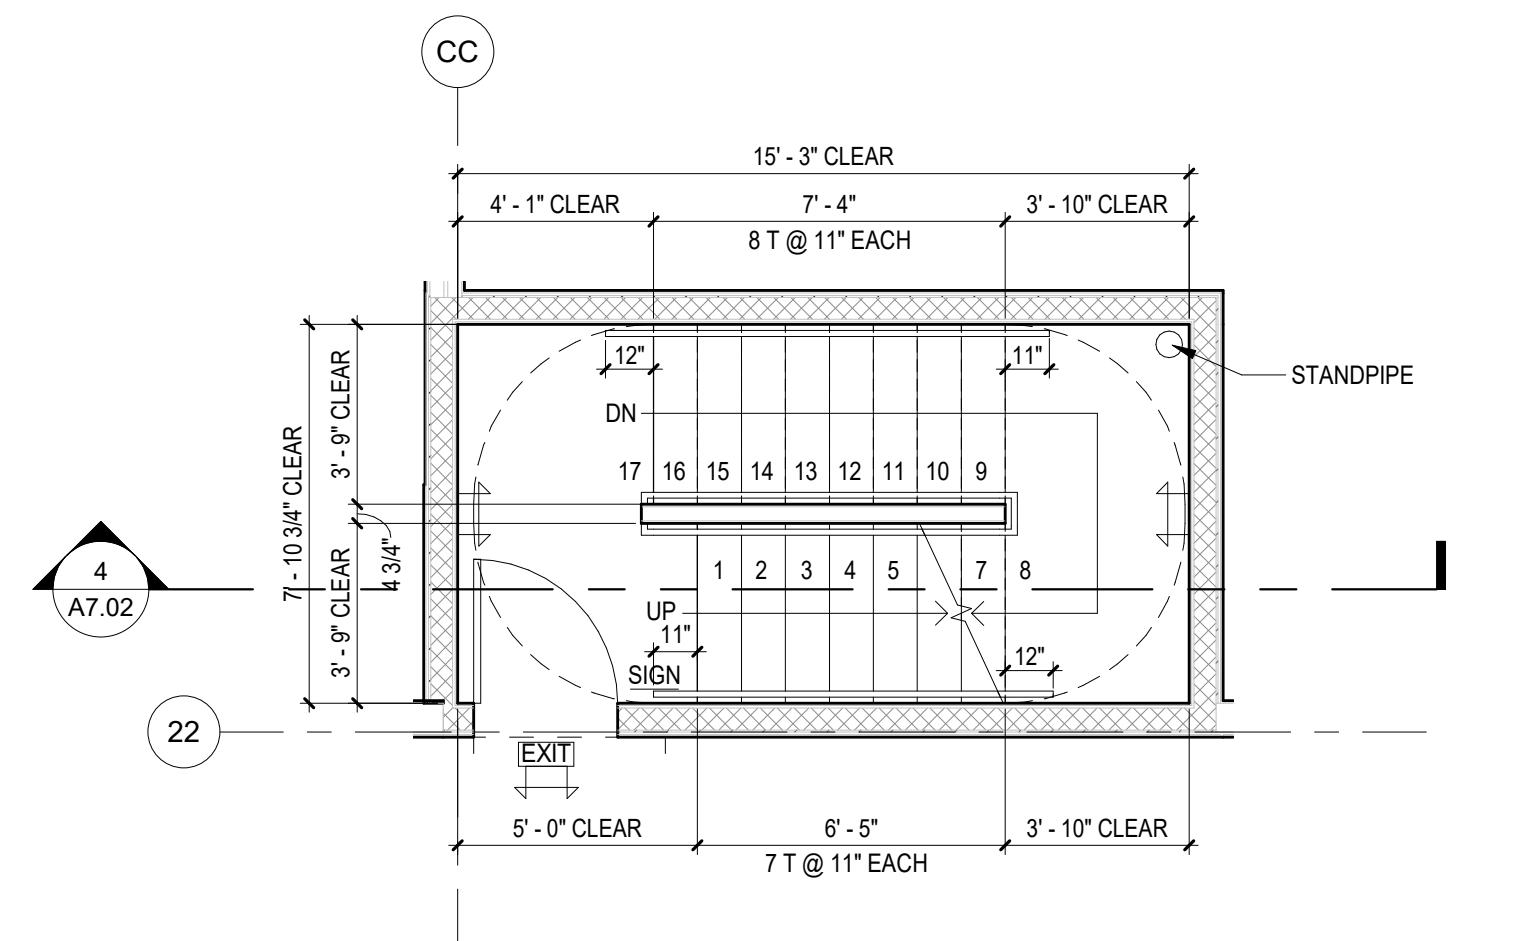 CC
15' - 3" CLEAR
4' - 1" CLEAR
7' - 4"
3' - 10" CLEAR
8 T @ 11" EACH
12"
11"
STANDPIPE
DN
17 16 15 14 13 12 11 10 9
7' - 10 3/4" CLEAR
3' - 9" CLEAR
4 3/4"
3' - 9" CLEAR
4
A7.02
1 2 3 4 5 7 8
UP
11"
SIGN
12"
22
EXIT
5' - 0" CLEAR
6' - 5"
3' - 10" CLEAR
7 T @ 11" EACH